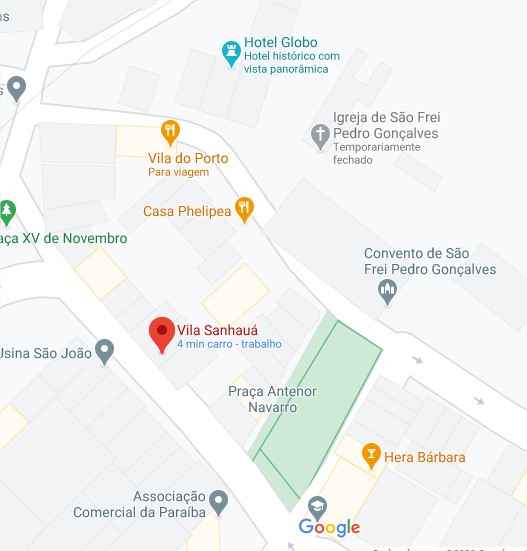 Hotel Globo
Hotel histórico com
vista panorâmica
Igreja de São Frei
Pedro Gonçalves
Temporariamente
fechado
Vila do Porto
Para viagem
Casa Phelipea
aça XV de Novembro
Convento de São
Frei Pedro Gonçalves
Vila Sanhauá
4 min carro - trabalho
Usina São João
Praça Antenor
Navarro
Hera Bárbara
Associação
Comercial da Paraíba
Google